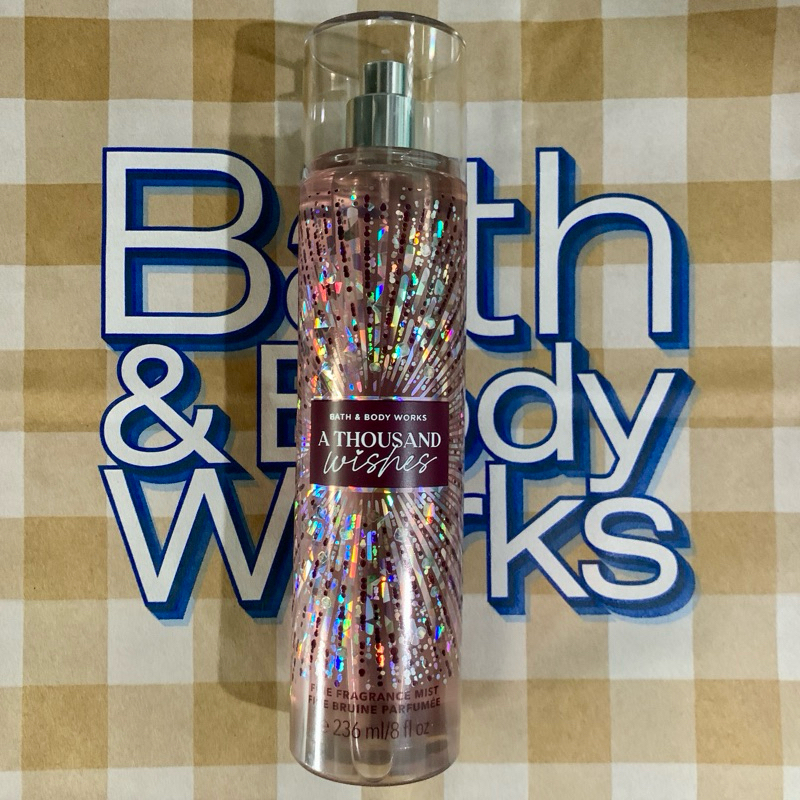 Bath
& Body
Works
BATH & BODY WORKS
A THOUSAND
wishes
FINE FRAGRANCE MIST
FINE BRUINE PARFUMÉE
e 236 ml/8 fl oz